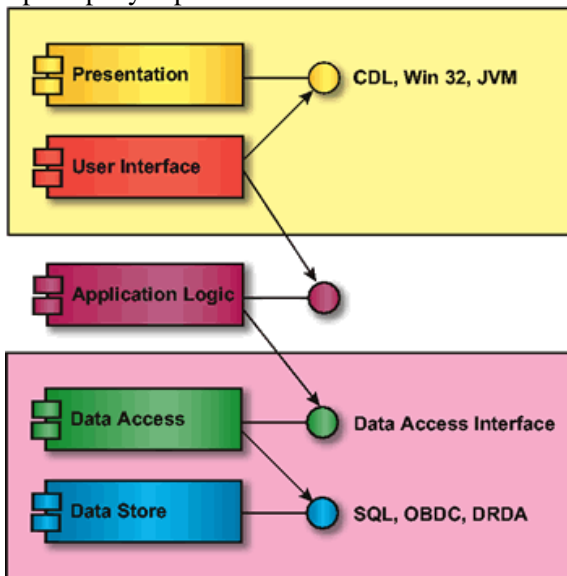 Presentation
CDL, Win 32, JVM
User Interface
Application Logic
Data Access
Data Access Interface
Data Store
SQL, OBDC, DRDA